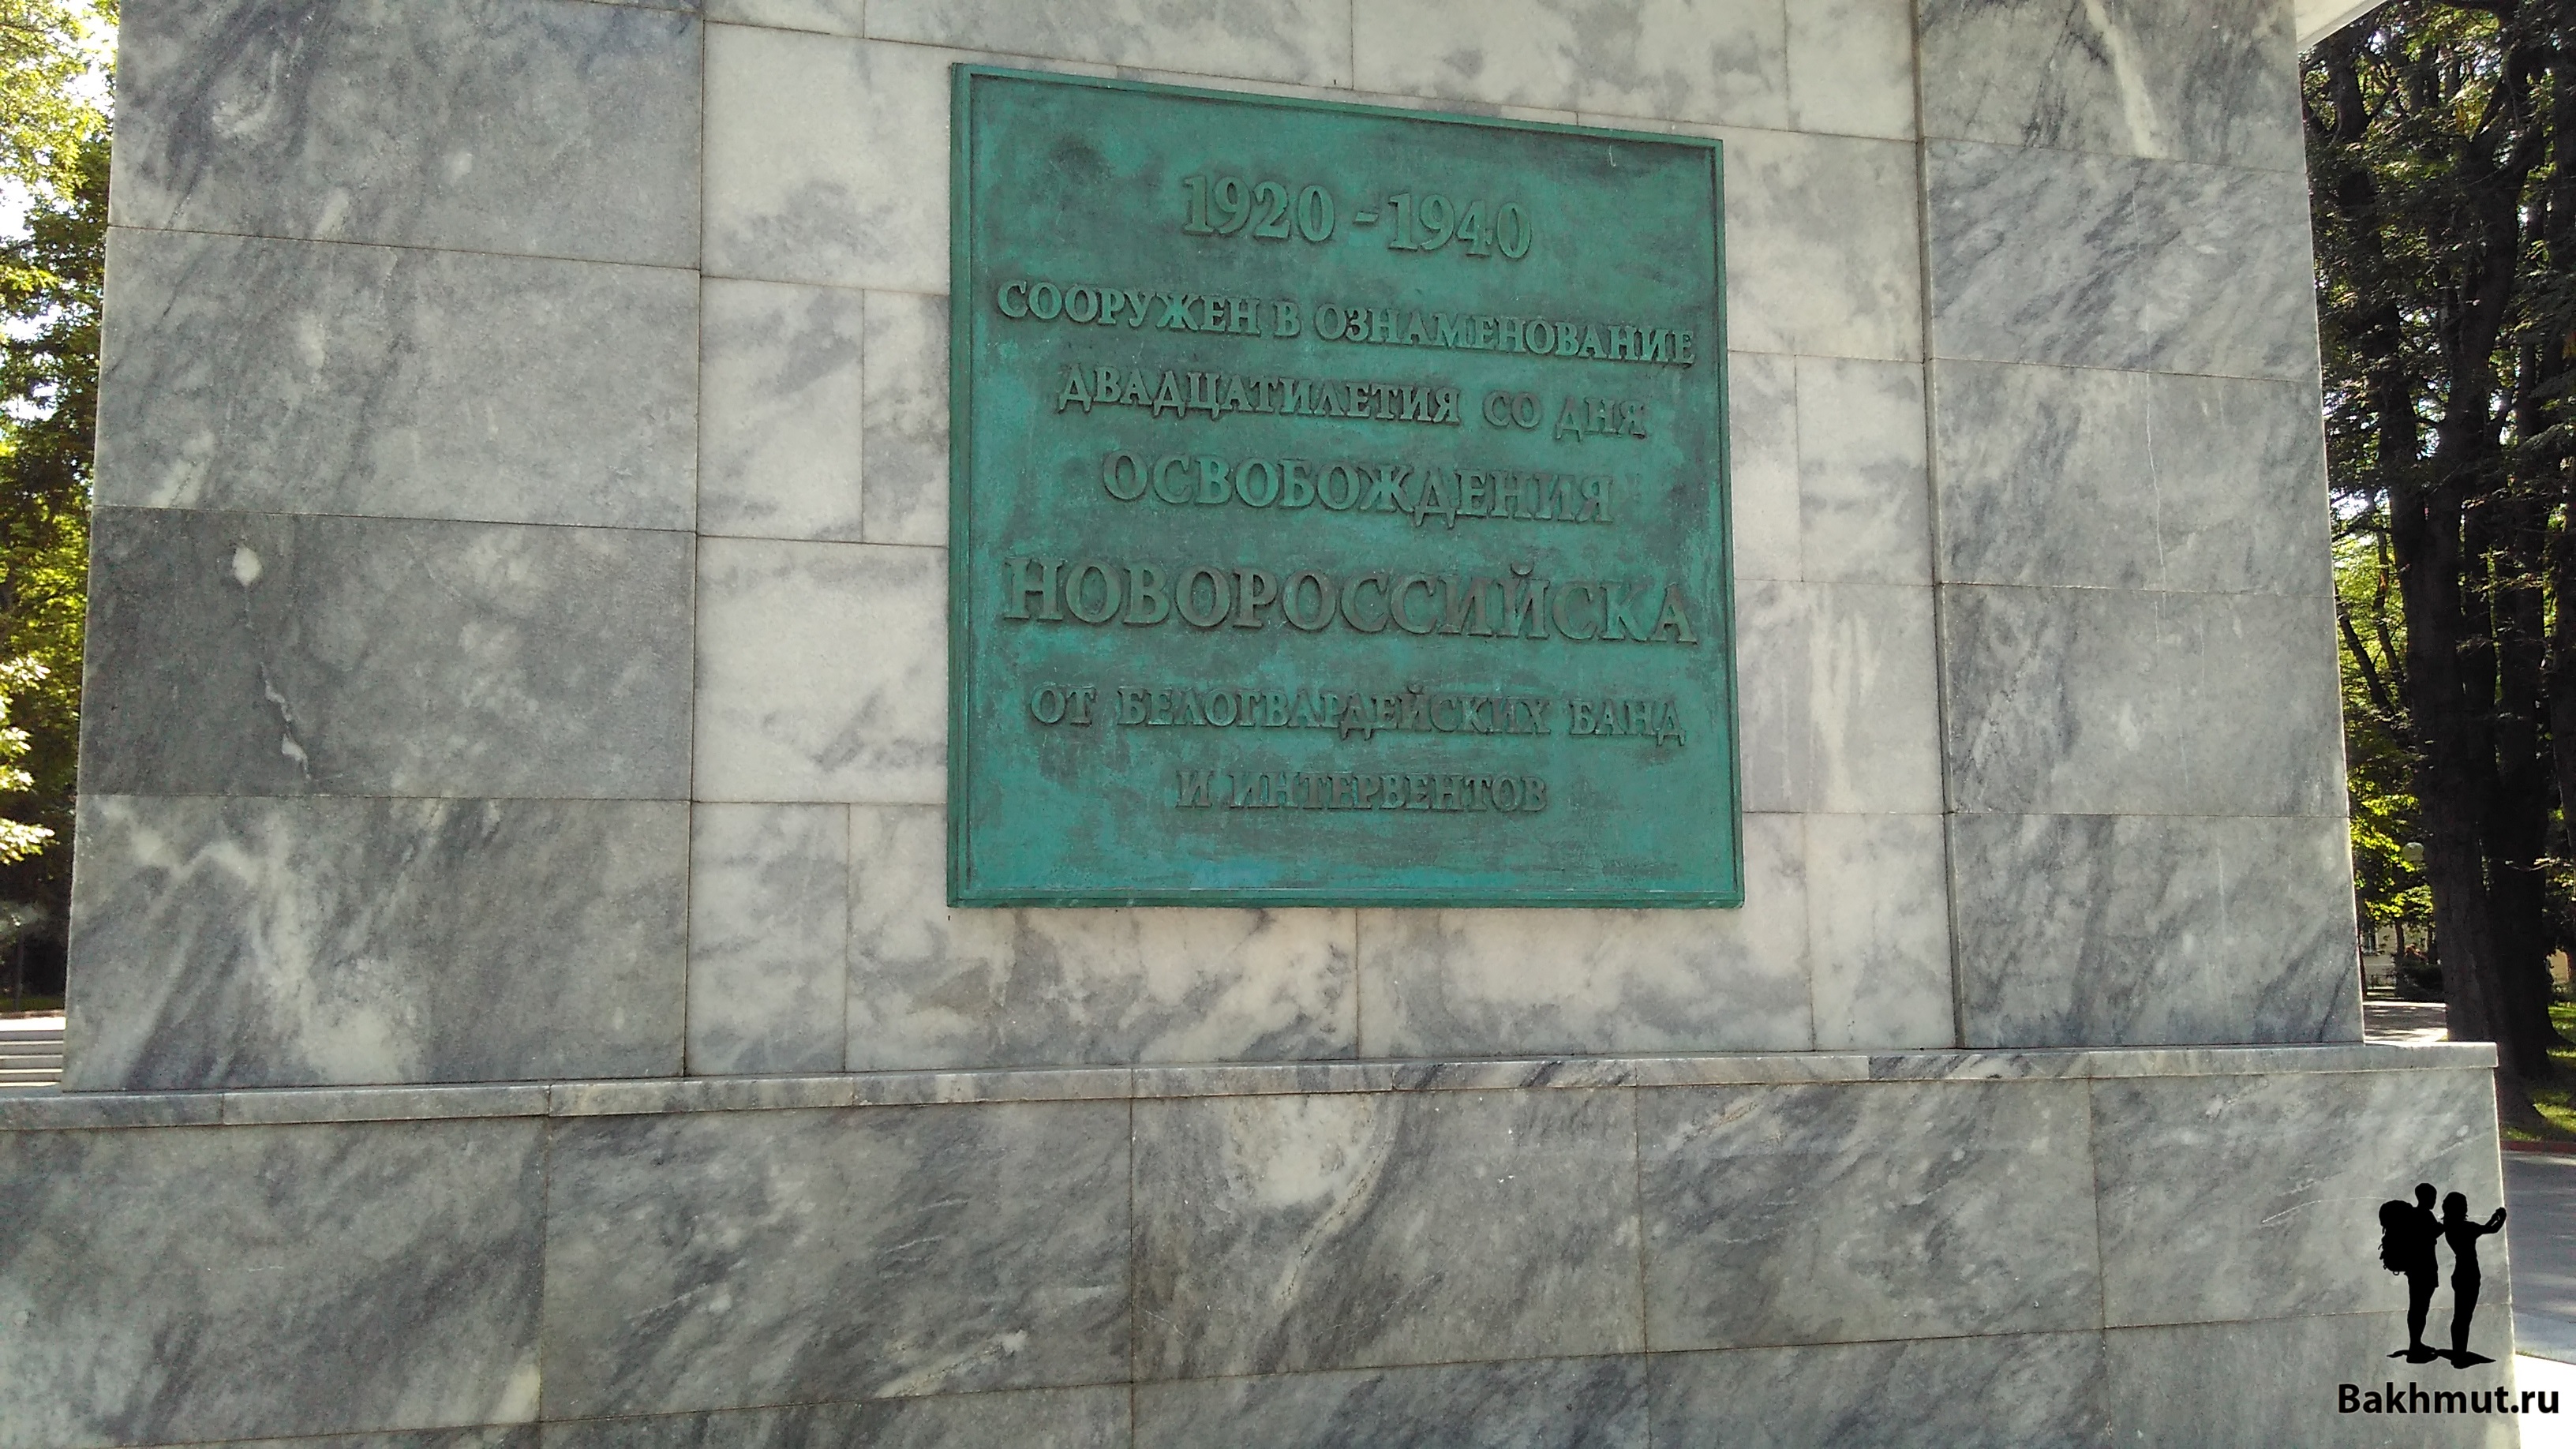 1920 - 1940
СООРУЖЕН В ОЗНАМЕНОВАНИЕ
ДВАДЦАТИЛЕТИЯ СО ДНЯ
ОСВОБОЖДЕНИЯ
НОВОРОССИЙСКА
ОТ БЕЛОГВАРДЕЙСКИХ БАНД
И ИНТЕРВЕНТОВ
Bakhmut.ru